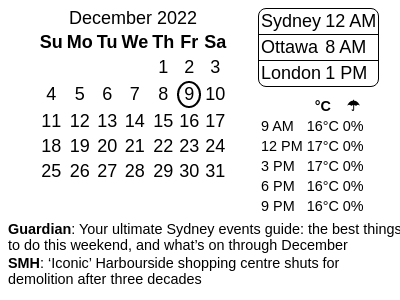 December 2022
Su Mo Tu We Th Fr Sa
1 2 3
4 5 6 7 8 9 10
11 12 13 14 15 16 17
18 19 20 21 22 23 24
25 26 27 28 29 30 31
Sydney 12 AM
Ottawa 8 AM
London 1 PM
°C ☂
9 AM 16°C 0%
12 PM 17°C 0%
3 PM 17°C 0%
6 PM 16°C 0%
9 PM 16°C 0%
Guardian: Your ultimate Sydney events guide: the best things
to do this weekend, and what’s on through December
SMH: ‘Iconic’ Harbourside shopping centre shuts for
demolition after three decades